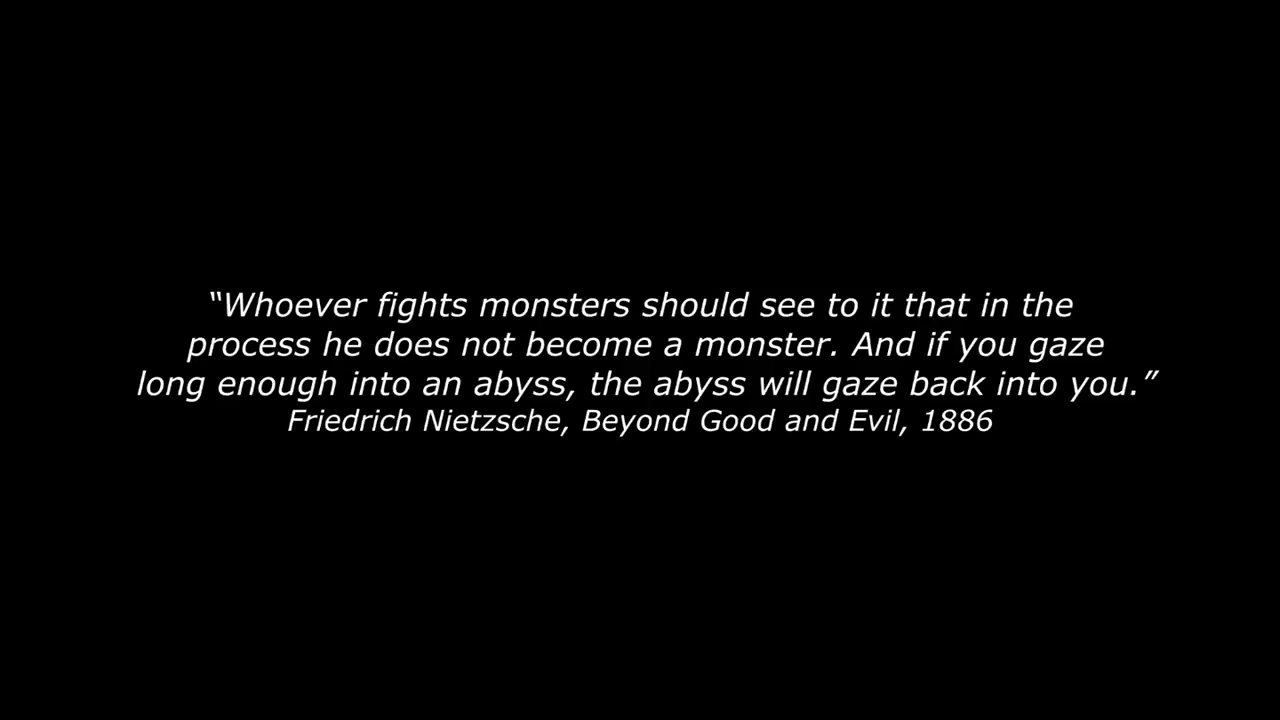 “Whoever fights monsters should see to it that in the
process he does not become a monster. And if you gaze
long enough into an abyss, the abyss will gaze back into you.”
Friedrich Nietzsche, Beyond Good and Evil, 1886